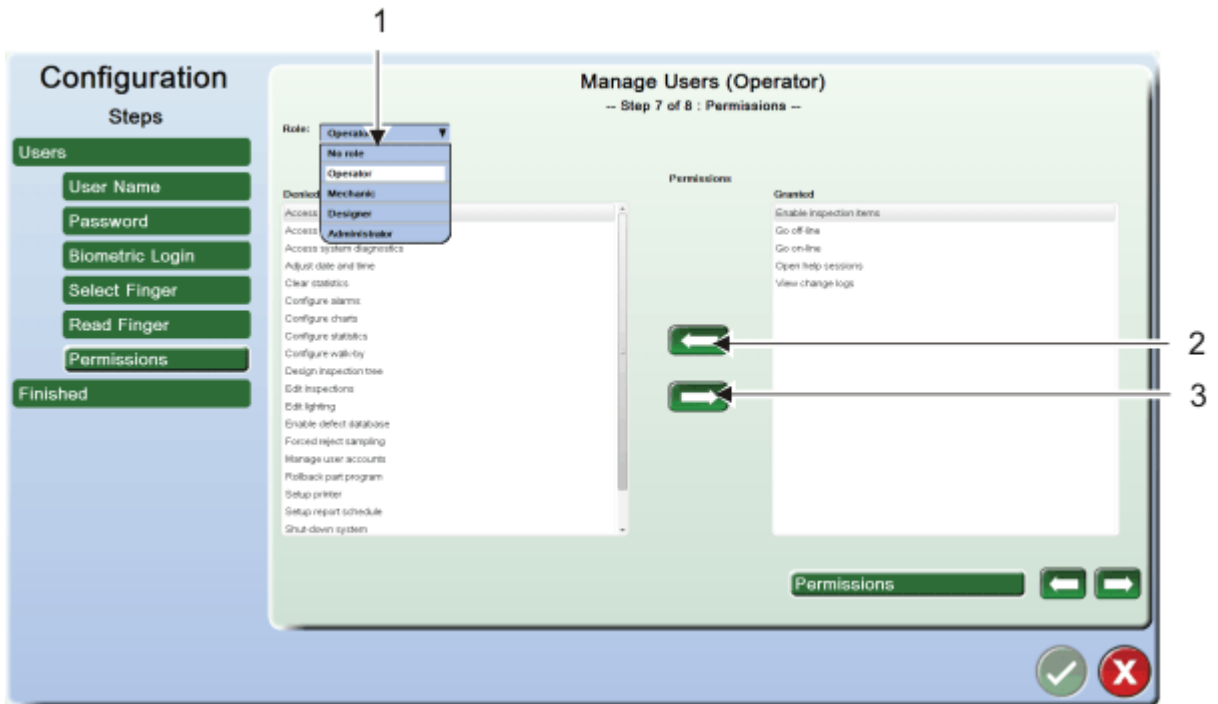 1
Configuration
Steps
Users
User Name
Password
Biometric Login
Select Finger
Read Finger
Permissions
Finished
Manage Users (Operator)
-- Step 7 of 8 : Permissions --
Role:
No role
Operator
Mechanic
Designer
Administrator
Permissions
Denied
Access
Access
Access system diagnostics
Adjust date and time
Clear statistics
Configure alarms
Configure charts
Configure statistics
Configure walk-by
Design inspection tree
Edit inspections
Edit lighting
Enable defect database
Forced reject sampling
Manage user accounts
Rollback part program
Setup printer
Setup report schedule
Shut-down system
Granted
Enable inspection items
Go off-line
Go on-line
Open help sessions
View change logs
2
3
Permissions
X